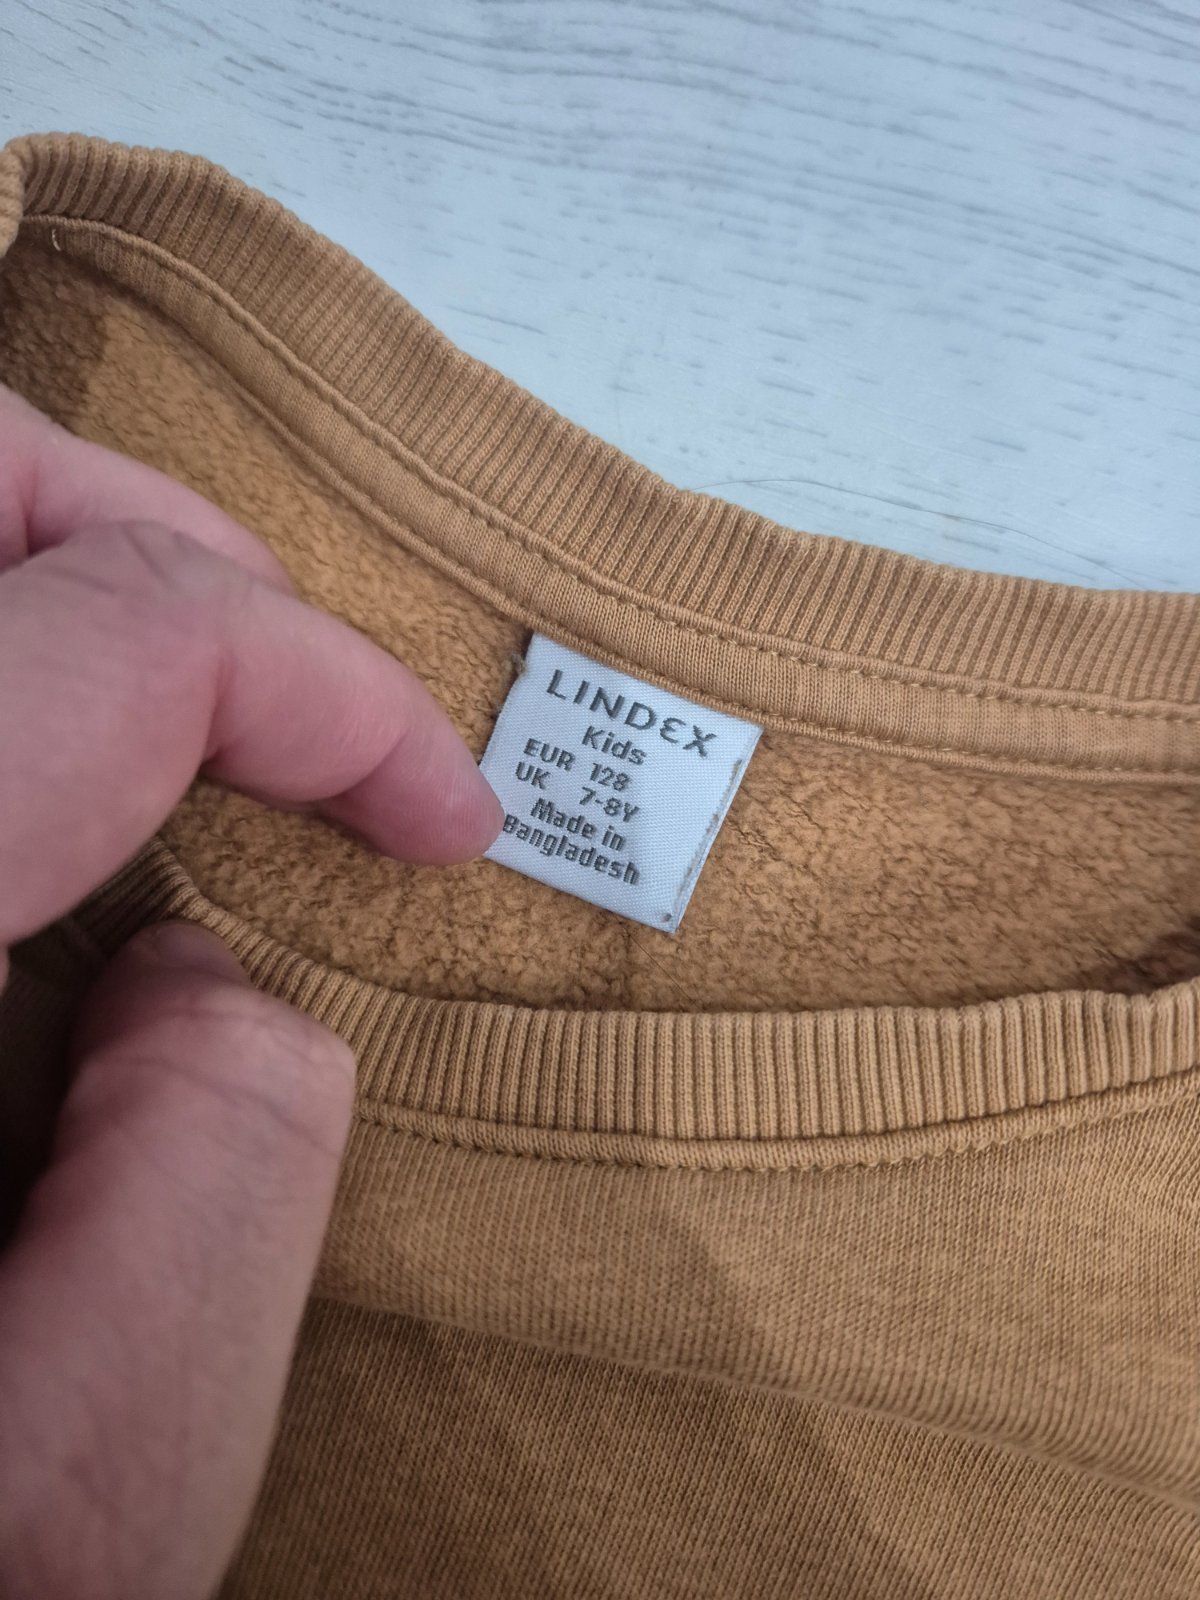 LINDEX
Kids
EUR 128
UK 7-8Y
Made in
Bangladesh